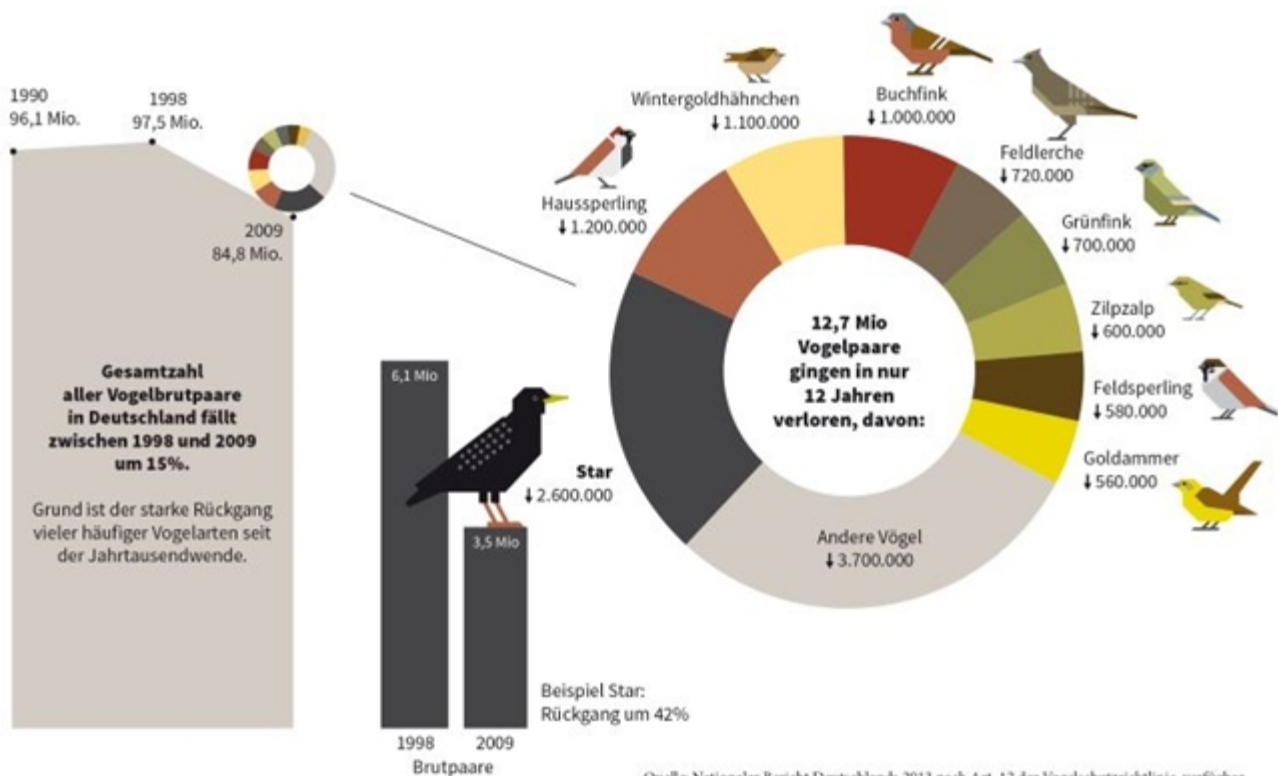 1990
96,1 Mio.
1998
97,5 Mio.
2009
84,8 Mio.
Gesamtzahl
aller Vogelbrutpaare
in Deutschland fällt
zwischen 1998 und 2009
um 15%.
Grund ist der starke Rückgang
vieler häufiger Vogelarten seit
der Jahrtausendwende.
6,1 Mio
3,5 Mio
1998
2009
Brutpaare
Star
↓2.600.000
Beispiel Star:
Rückgang um 42%
Haussperling
↓1.200.000
Wintergoldhähnchen
↓1.100.000
Buchfink
↓1.000.000
Feldlerche
↓720.000
Grünfink
↓700.000
Zilpzalp
↓600.000
Feldsperling
↓580.000
Goldammer
↓560.000
Andere Vögel
↓3.700.000
12,7 Mio
Vogelpaare
gingen in nur
12 Jahren
verloren, davon: